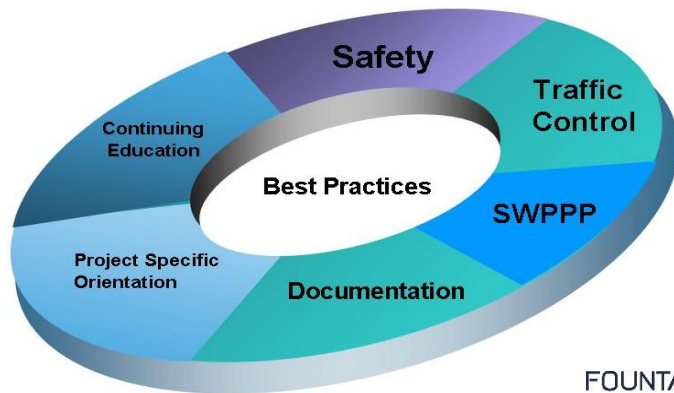 Safety
Traffic
Control
Continuing
Education
Best Practices
SWPPP
Project Specific
Orientation
Documentation